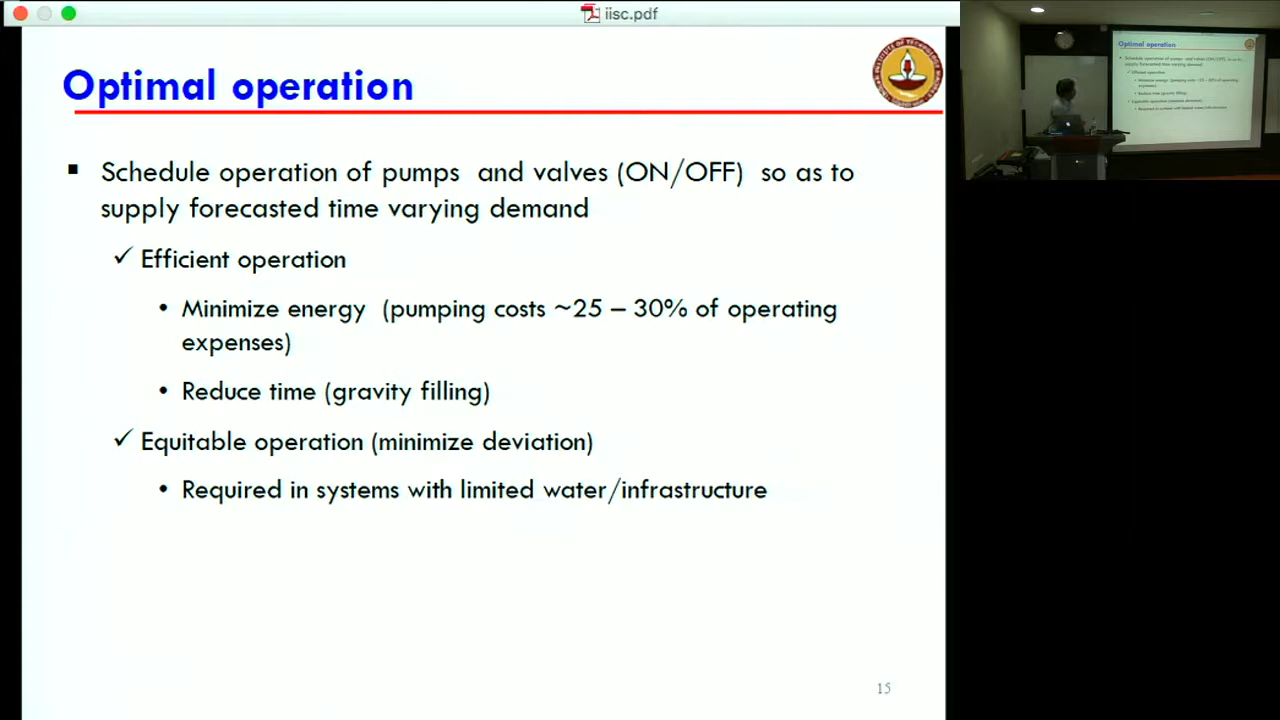 iisc.pdf
Optimal operation
Schedule operation of pumps and valves (ON/OFF) so as to
supply forecasted time varying demand
✓ Efficient operation
• Minimize energy (pumping costs ~25 – 30% of operating
expenses)
• Reduce time (gravity filling)
✓ Equitable operation (minimize deviation)
• Required in systems with limited water/infrastructure
15
Optimal operation